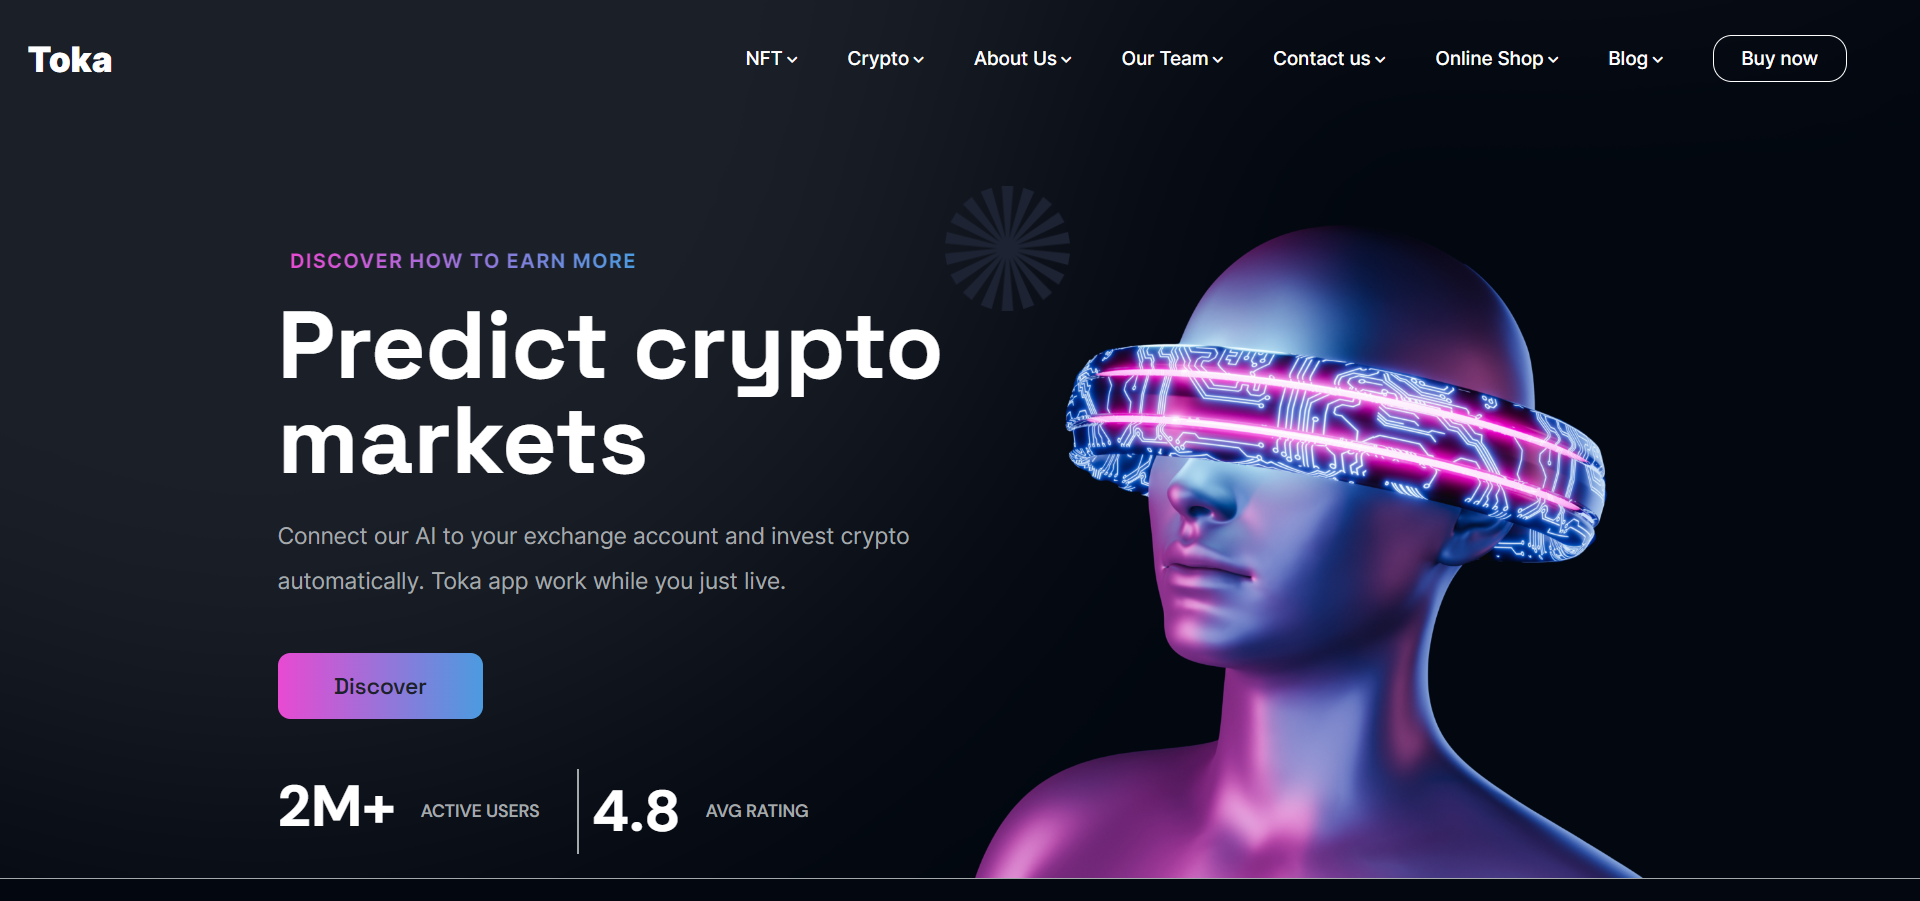 Toka
NFT
Crypto
About Us
Our Team
Contact us
Online Shop
Blog
Buy now
DISCOVER HOW TO EARN MORE
Predict crypto
markets
Connect our AI to your exchange account and invest crypto
automatically. Toka app work while you just live.
Discover
2M+ ACTIVE USERS
4.8 AVG RATING